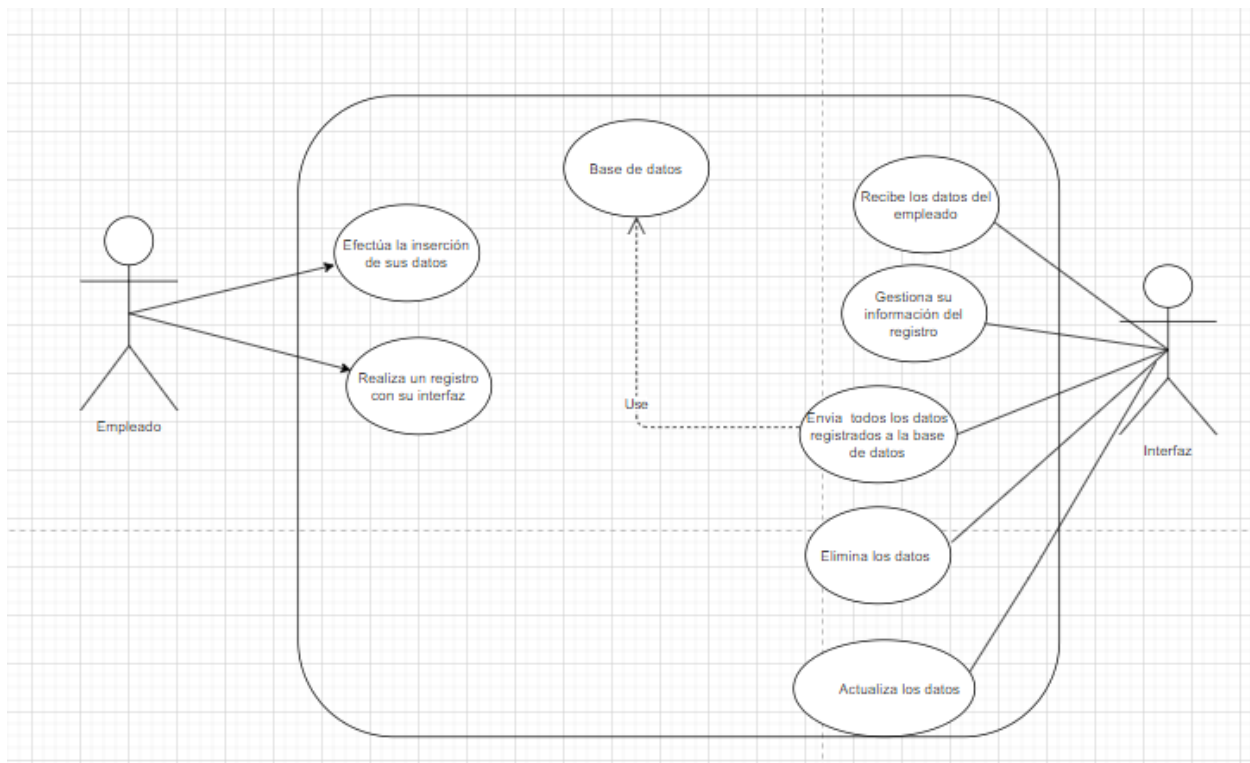 Base de datos
Recibe los datos del
empleado
Efectúa la inserción
de sus datos
Gestiona su
información del
registro
Realiza un registro
con su interfaz
Use
Envia todos los datos
registrados a la base
de datos
Empleado
Interfaz
Elimina los datos
Actualiza los datos